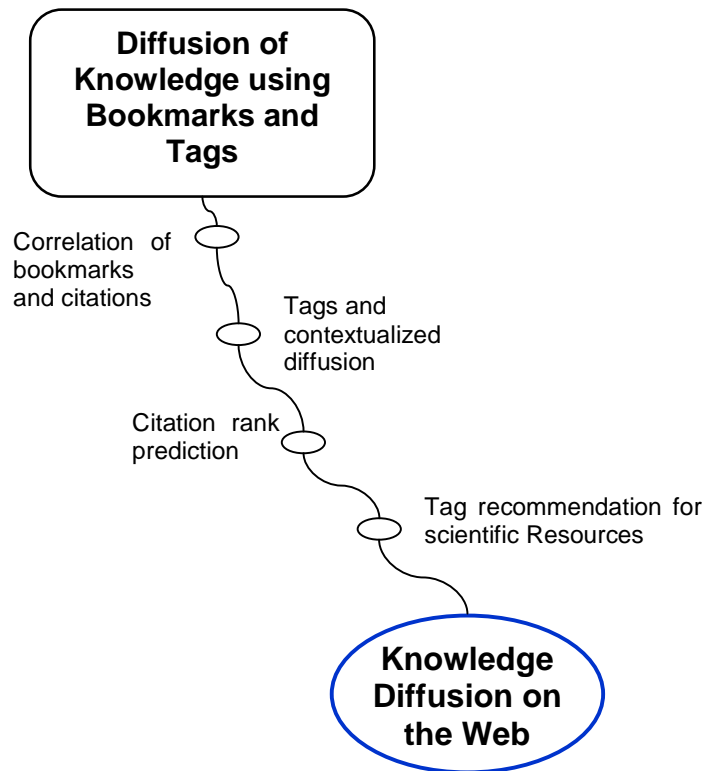 Diffusion of
Knowledge using
Bookmarks and
Tags
Correlation of
bookmarks
and citations
Tags and
contextualized
diffusion
Citation rank
prediction
Tag recommendation for
scientific Resources
Knowledge
Diffusion on
the Web